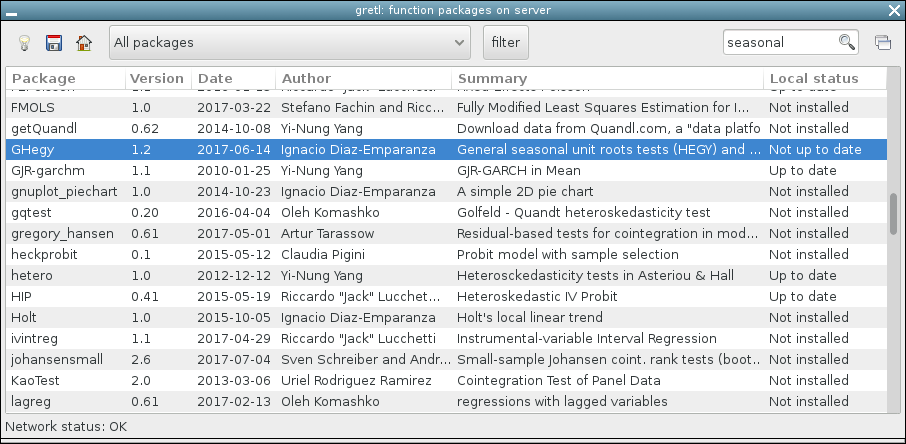 gretl: function packages on server
All packages filter seasonal
Package Version Date Author Summary Local status
FMOLS 1.0 2017-03-22 Stefano Fachin and Ricc... Fully Modified Least Squares Estimation for I... Not installed
getQuandl 0.62 2014-10-08 Yi-Nung Yang Download data from Quandl.com, a "data platfo Not installed
GHegy 1.2 2017-06-14 Ignacio Diaz-Emparanza General seasonal unit roots tests (HEGY) and ... Not up to date
GJR-garchm 1.1 2010-01-25 Yi-Nung Yang GJR-GARCH in Mean Up to date
gnuplot_piechart 1.0 2014-10-23 Ignacio Diaz-Emparanza A simple 2D pie chart Not installed
gqtest 0.20 2016-04-04 Oleh Komashko Golfeld - Quandt heteroskedasticity test Not installed
gregory_hansen 0.61 2017-05-01 Artur Tarassow Residual-based tests for cointegration in mod... Not installed
heckprobit 0.1 2015-05-12 Claudia Pigini Probit model with sample selection Not installed
hetero 1.0 2012-12-12 Yi-Nung Yang Heterosckedasticity tests in Asteriou & Hall Up to date
HIP 0.41 2015-05-19 Riccardo "Jack" Lucchet... Heteroskedastic IV Probit Up to date
Holt 1.0 2015-10-05 Ignacio Diaz-Emparanza Holt's local linear trend Not installed
ivintreg 1.1 2017-04-29 Riccardo "Jack" Lucchetti Instrumental-variable Interval Regression Not installed
johansensmall 2.6 2017-07-04 Sven Schreiber and Andr... Small-sample Johansen coint. rank tests (boot... Not installed
KaoTest 2.0 2013-03-06 Uriel Rodriguez Ramirez Cointegration Test of Panel Data Not installed
lagreg 0.61 2017-02-13 Oleh Komashko regressions with lagged variables Not installed
Network status: OK